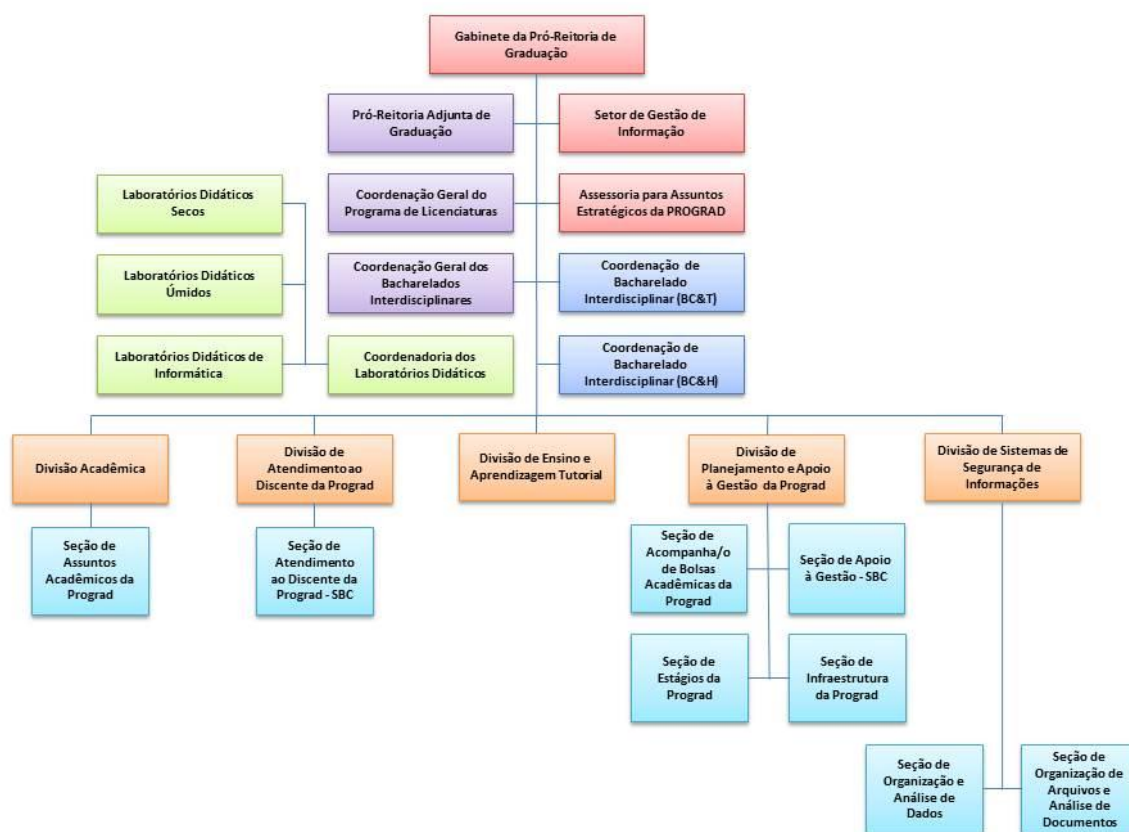 Gabinete da Pró-Reitoria de
Graduação
Pró-Reitoria Adjunta de
Graduação
Setor de Gestão de
Informação
Laboratórios Didáticos
Secos
Coordenação Geral do
Programa de Licenciaturas
Assessoria para Assuntos
Estratégicos da PROGRAD
Laboratórios Didáticos
Úmidos
Coordenação Geral dos
Bacharelados
Interdisciplinares
Coordenação de
Bacharelado
Interdisciplinar (BC&T)
Laboratórios Didáticos de
Informática
Coordenadoria dos
Laboratórios Didáticos
Coordenação de
Bacharelado
Interdisciplinar (BC&H)
Divisão Acadêmica
Divisão de
Atendimento ao
Discente da Prograd
Divisão de Ensino e
Aprendizagem Tutorial
Divisão de
Planejamento e Apoio
à Gestão da Prograd
Divisão de Sistemas de
Segurança de
Informações
Seção de
Assuntos
Acadêmicos da
Prograd
Seção de
Atendimento
ao Discente da
Prograd - SBC
Seção de
Acompanha/o
de Bolsas
Acadêmicas da
Prograd
Seção de Apoio
à Gestão - SBC
Seção de
Estágios da
Prograd
Seção de
Infraestrutura
da Prograd
Seção de
Organização e
Análise de
Dados
Seção de
Organização de
Arquivos e
Análise de
Documentos